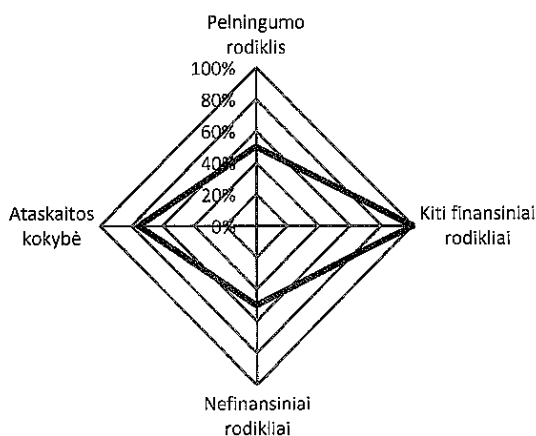 Pelningumo
rodiklis
100%
80%
60%
40%
20%
0%
Ataskaitos
kokybė
Kiti finansiniai
rodikliai
Nefinansiniai
rodikliai